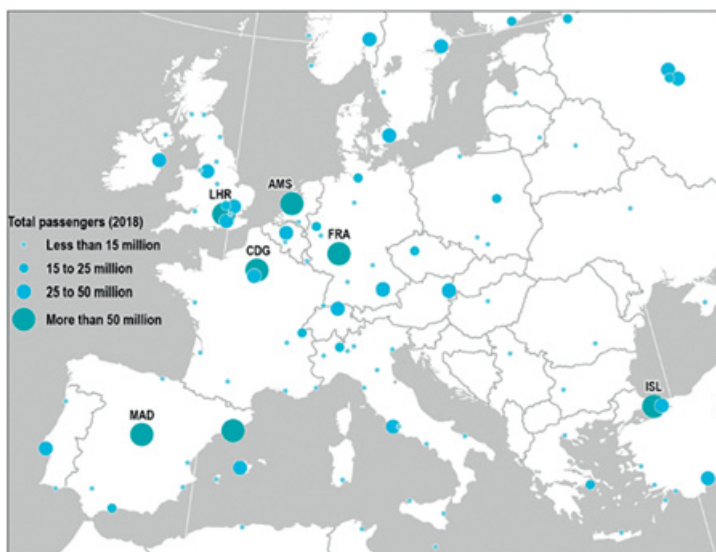 AMS
LHR
Total passengers (2018)
Less than 15 million
15 to 25 million
25 to 50 million
More than 50 million
FRA
CDG
MAD
ISL